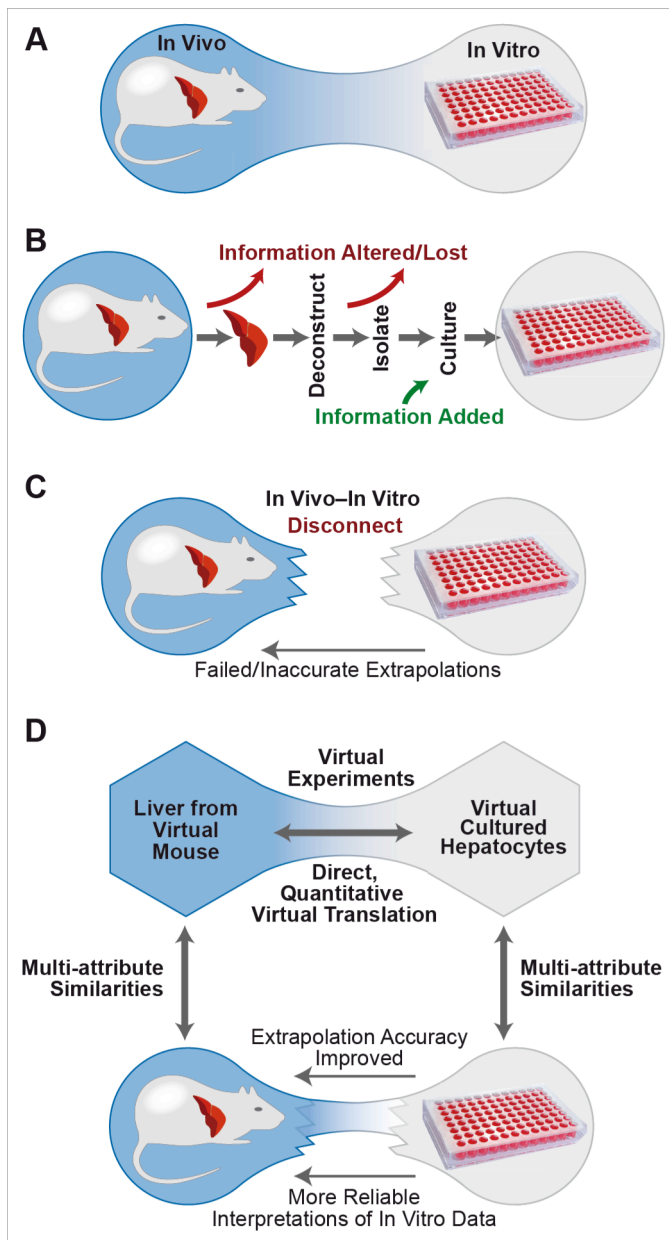 A
In Vivo
In Vitro
B
Information Altered/Lost
Deconstruct
Isolate
Culture
Information Added
C
In Vivo–In Vitro
Disconnect
Failed/Inaccurate Extrapolations
D
Virtual
Experiments
Liver from
Virtual
Mouse
Virtual
Cultured
Hepatocytes
Direct,
Quantitative
Virtual Translation
Multi-attribute
Similarities
Multi-attribute
Similarities
Extrapolation Accuracy
Improved
More Reliable
Interpretations of In Vitro Data